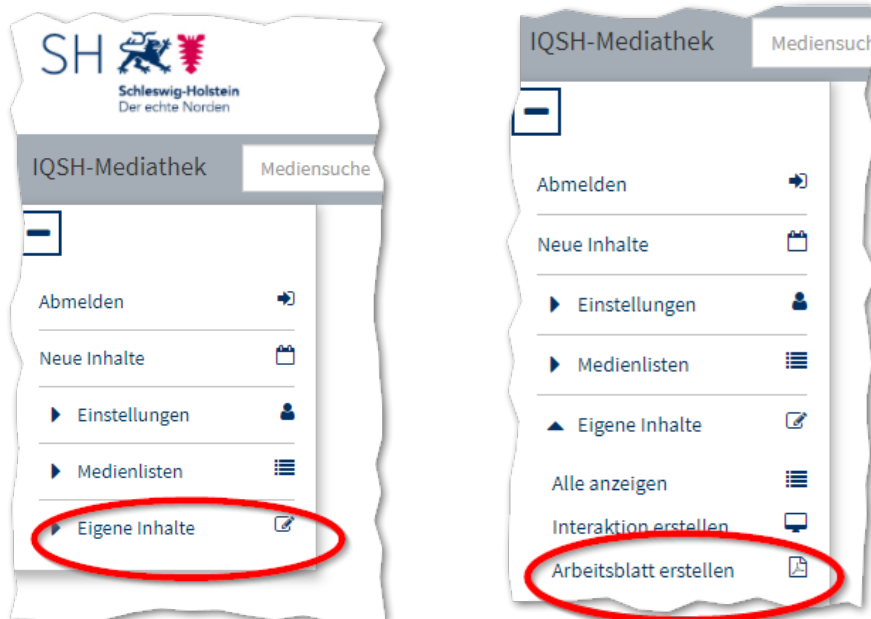 SH
Schleswig-Holstein
Der echte Norden
IQSH-Mediathek
Mediensuche
Abmelden
Neue Inhalte
Einstellungen
Medienlisten
Eigene Inhalte
IQSH-Mediathek
Mediensuch
Abmelden
Neue Inhalte
Einstellungen
Medienlisten
Eigene Inhalte
Alle anzeigen
Interaktion erstellen
Arbeitsblatt erstellen